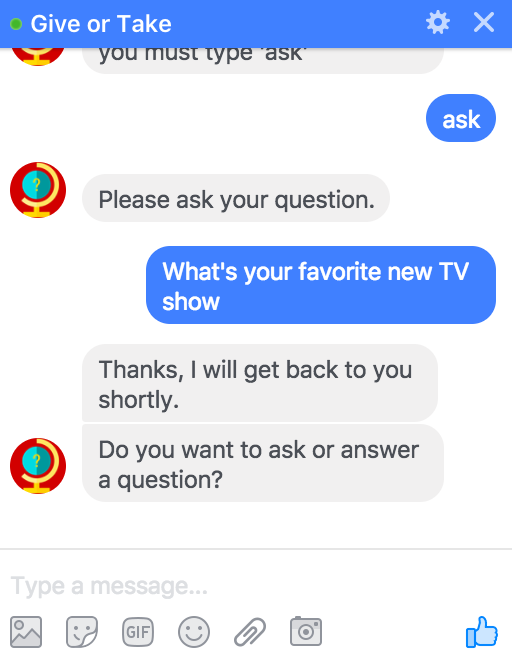 Give or Take
you must type 'ask'
ask
?
Please ask your question.
What's your favorite new TV
show
Thanks, I will get back to you
shortly.
?
Do you want to ask or answer
a question?
Type a message...
GIF